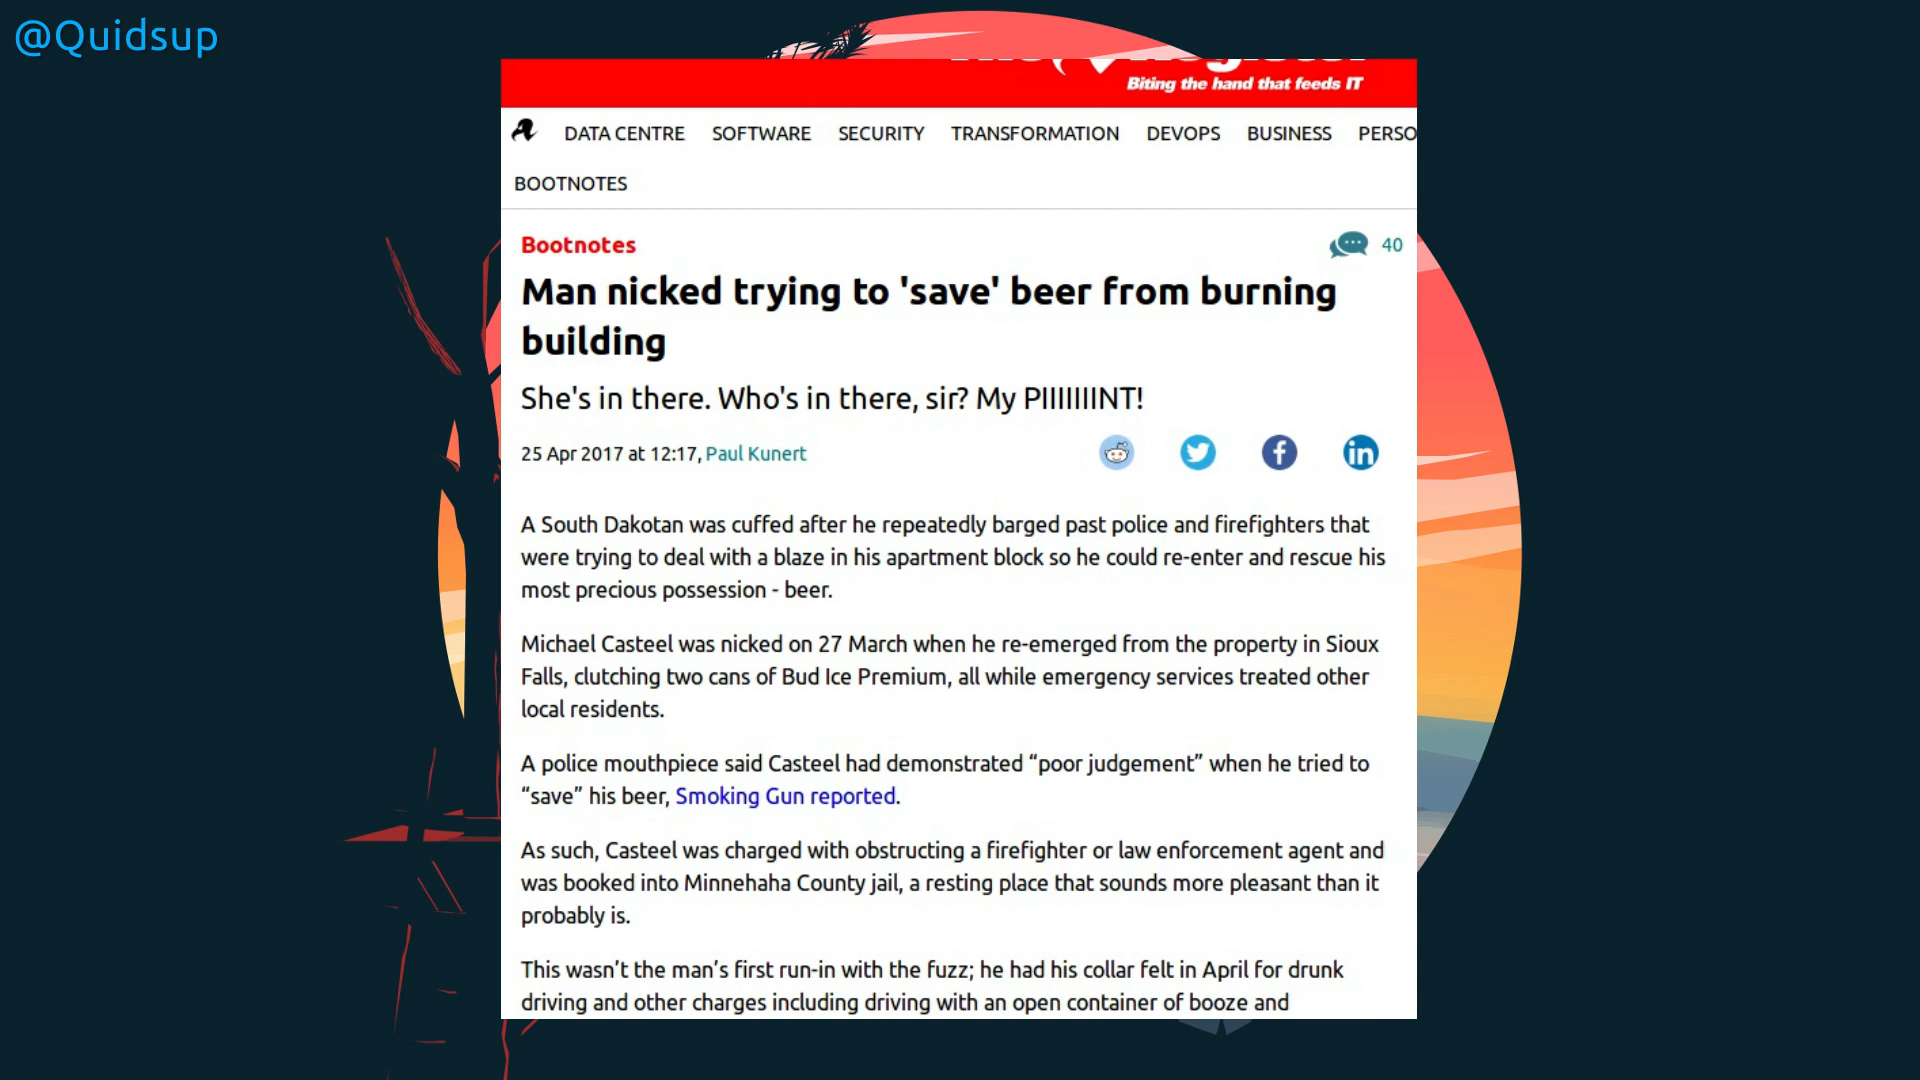 @Quidsup
Biting the hand that feeds IT
DATA CENTRE SOFTWARE SECURITY TRANSFORMATION DEVOPS BUSINESS PERSO
BOOTNOTES
Bootnotes
40
Man nicked trying to 'save' beer from burning
building
She's in there. Who's in there, sir? My PIIIIIIINT!
25 Apr 2017 at 12:17, Paul Kunert
A South Dakotan was cuffed after he repeatedly barged past police and firefighters that
were trying to deal with a blaze in his apartment block so he could re-enter and rescue his
most precious possession - beer.
Michael Casteel was nicked on 27 March when he re-emerged from the property in Sioux
Falls, clutching two cans of Bud Ice Premium, all while emergency services treated other
local residents.
A police mouthpiece said Casteel had demonstrated “poor judgement” when he tried to
“save” his beer, Smoking Gun reported.
As such, Casteel was charged with obstructing a firefighter or law enforcement agent and
was booked into Minnehaha County jail, a resting place that sounds more pleasant than it
probably is.
This wasn’t the man’s first run-in with the fuzz; he had his collar felt in April for drunk
driving and other charges including driving with an open container of booze and